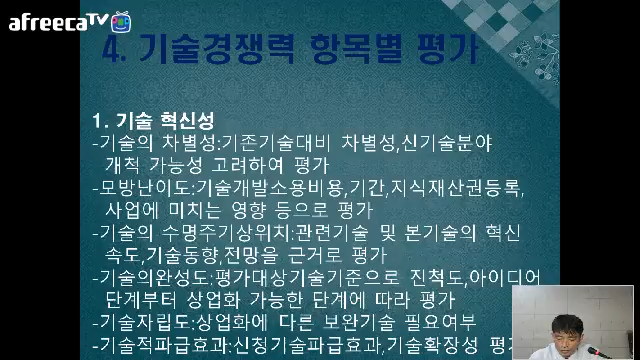 afreecaTV
4. 기술경쟁력 항목별 평가
1. 기술 혁신성
-기술의 차별성:기존기술대비 차별성,신기술분야
개척 가능성 고려하여 평가
-모방난이도:기술개발소용비용,기간,지식재산권등록,
사업에 미치는 영향 등으로 평가
-기술의 수명주기상위치:관련기술 및 본기술의 혁신
속도,기술동향,전망을 근거로 평가
-기술의완성도:평가대상기술기준으로 진척도,아이디어
단계부터 상업화 가능한 단계에 따라 평가
-기술자립도:상업화에 다른 보완기술 필요여부
-기술적파급효과:신청기술파급효과,기술확장성